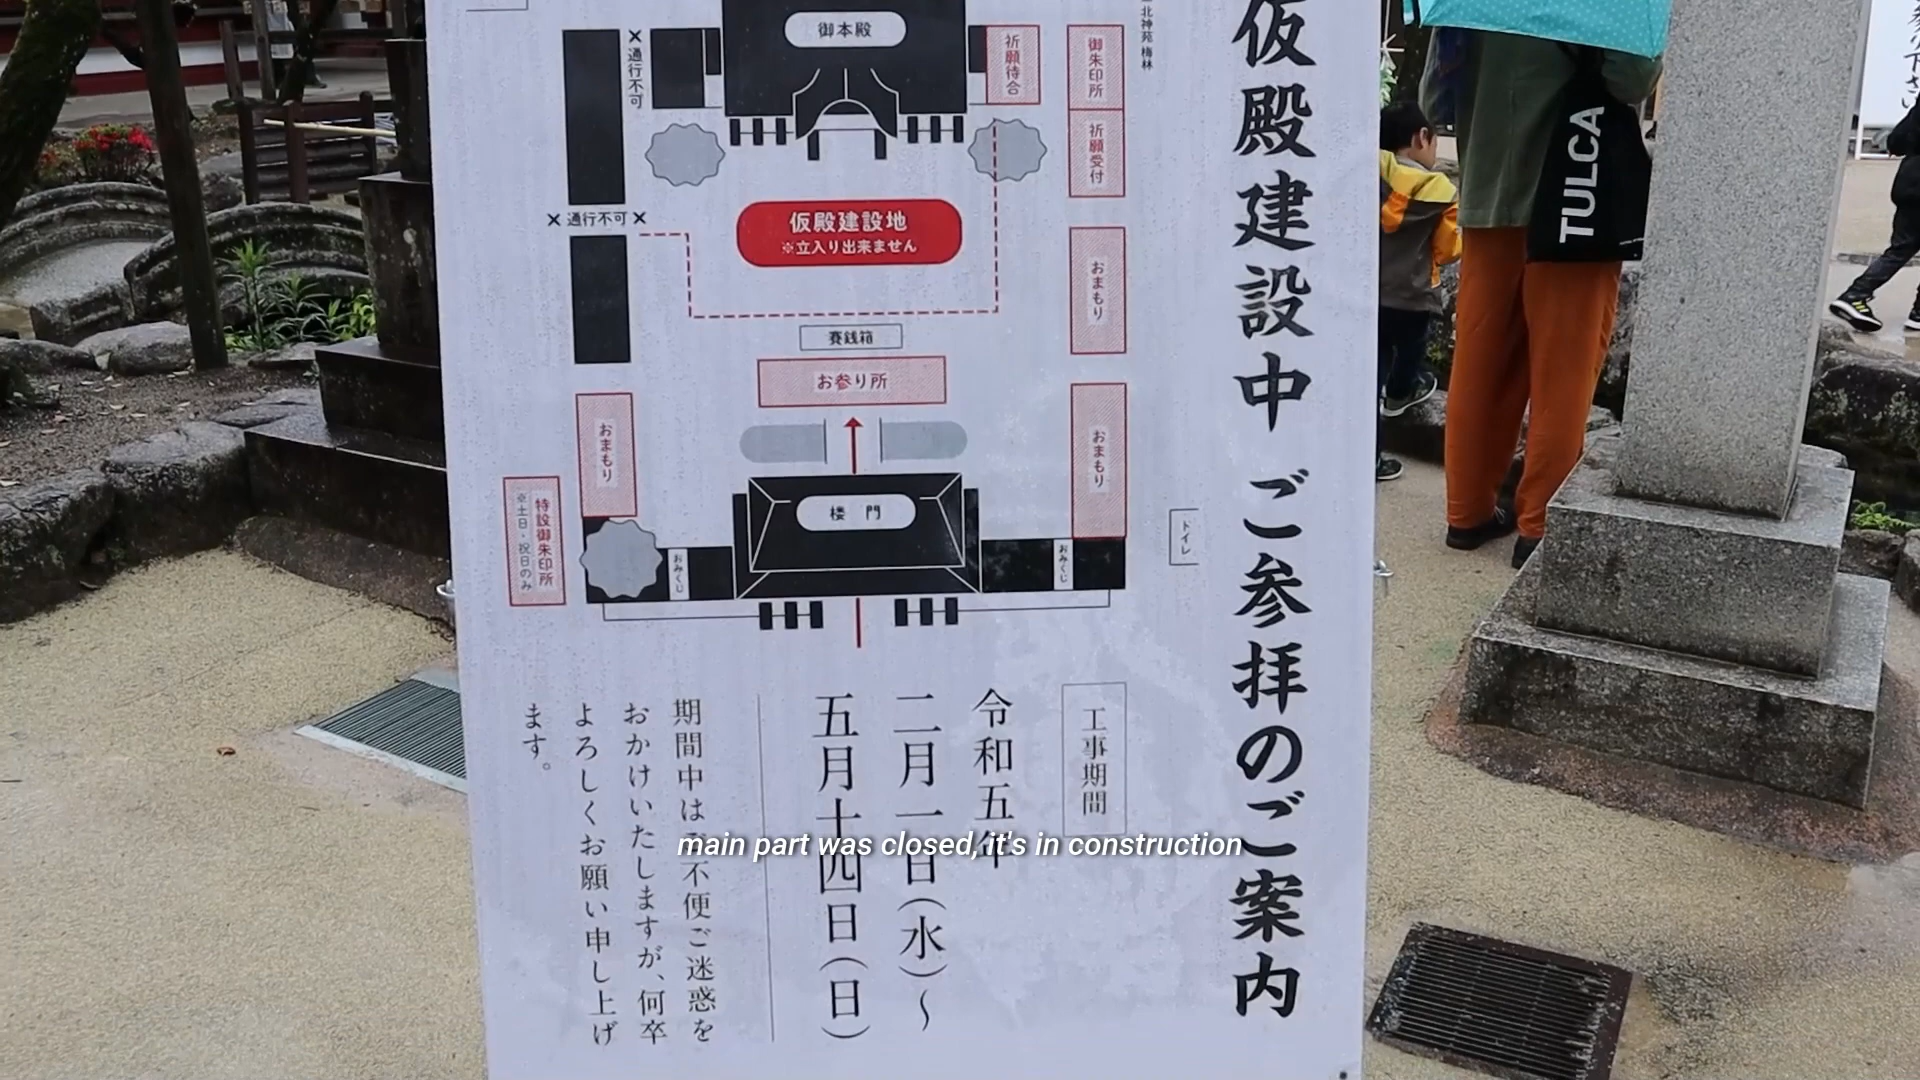 仮殿建設中 ご参拝のご案内
北神苑 梅林
御本殿
祈願待合
御朱印所
祈願受付
×通行不可
×通行不可×
仮殿建設地
※立入り出来ません
おまもり
賽銭箱
お参り所
おまもり
おまもり
楼 門
特設御朱印所
※土日・祝日のみ
おみくじ
おみくじ
トイレ
工事期間
令和五年
二月一日(水)〜
五月十四日(日)
期間中はご不便ご迷惑を
おかけいたしますが、何卒
よろしくお願い申し上げ
ます。
main part was closed, it's in construction
TULCA